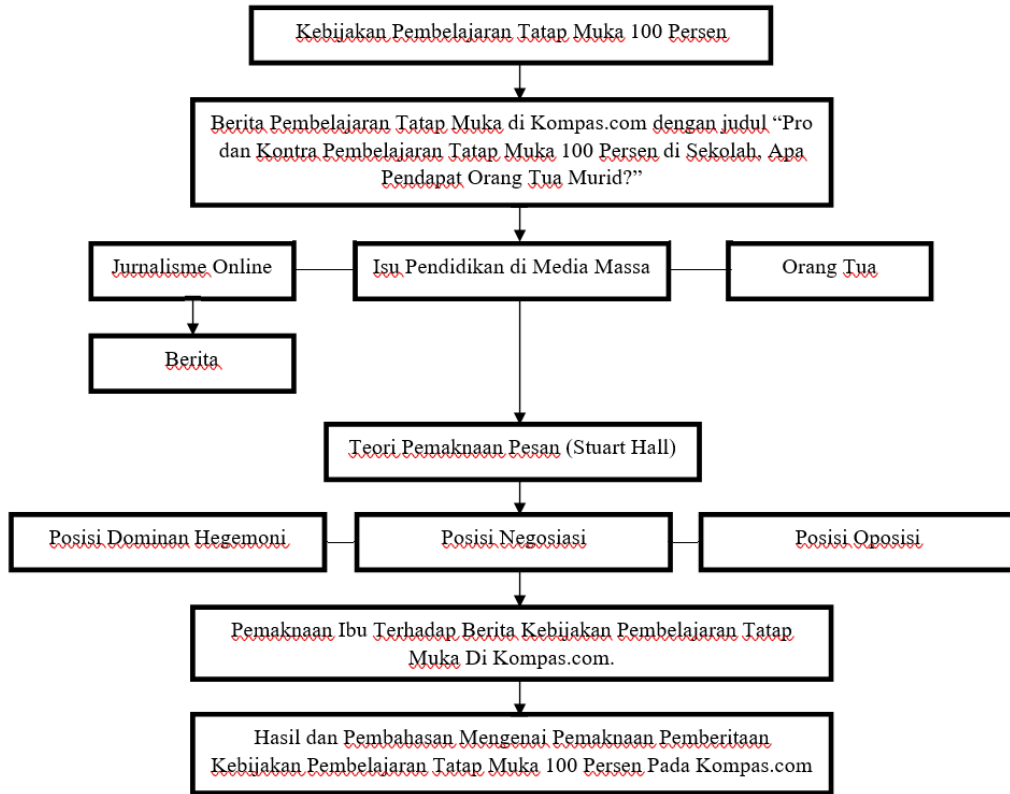 Kebijakan Pembelajaran Tatap Muka 100 Persen
Berita Pembelajaran Tatap Muka di Kompas.com dengan judul “Pro
dan Kontra Pembelajaran Tatap Muka 100 Persen di Sekolah, Apa
Pendapat Orang Tua Murid?”
Jurnalisme Online
Isu Pendidikan di Media Massa
Orang Tua
Berita
Teori Pemaknaan Pesan (Stuart Hall)
Posisi Dominan Hegemoni
Posisi Negosiasi
Posisi Oposisi
Pemaknaan Ibu Terhadap Berita Kebijakan Pembelajaran Tatap
Muka Di Kompas.com.
Hasil dan Pembahasan Mengenai Pemaknaan Pemberitaan
Kebijakan Pembelajaran Tatap Muka 100 Persen Pada Kompas.com